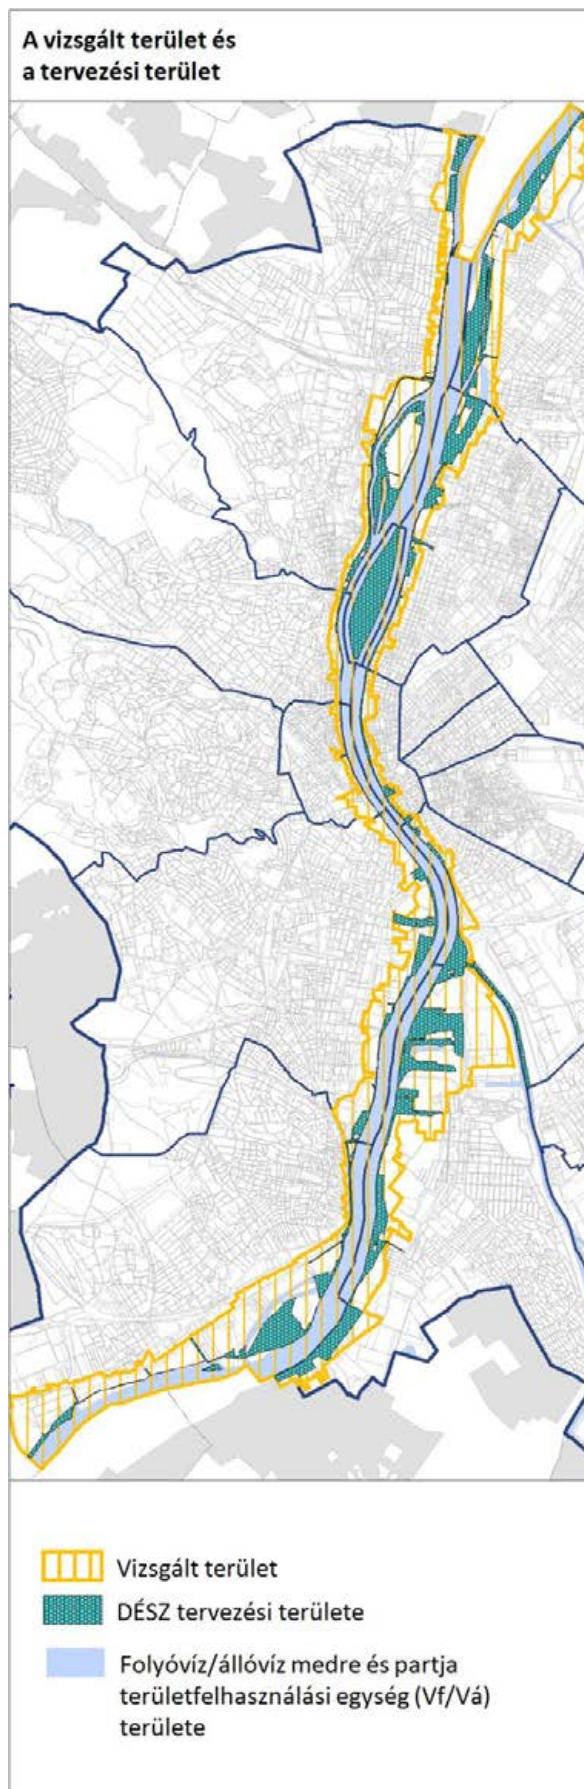 A vizsgált terület és
a tervezési terület
Vizsgált terület
DÉSZ tervezési területe
Folyóvíz/állóvíz medre és partja
területfelhasználási egység (Vf/Vá)
területe